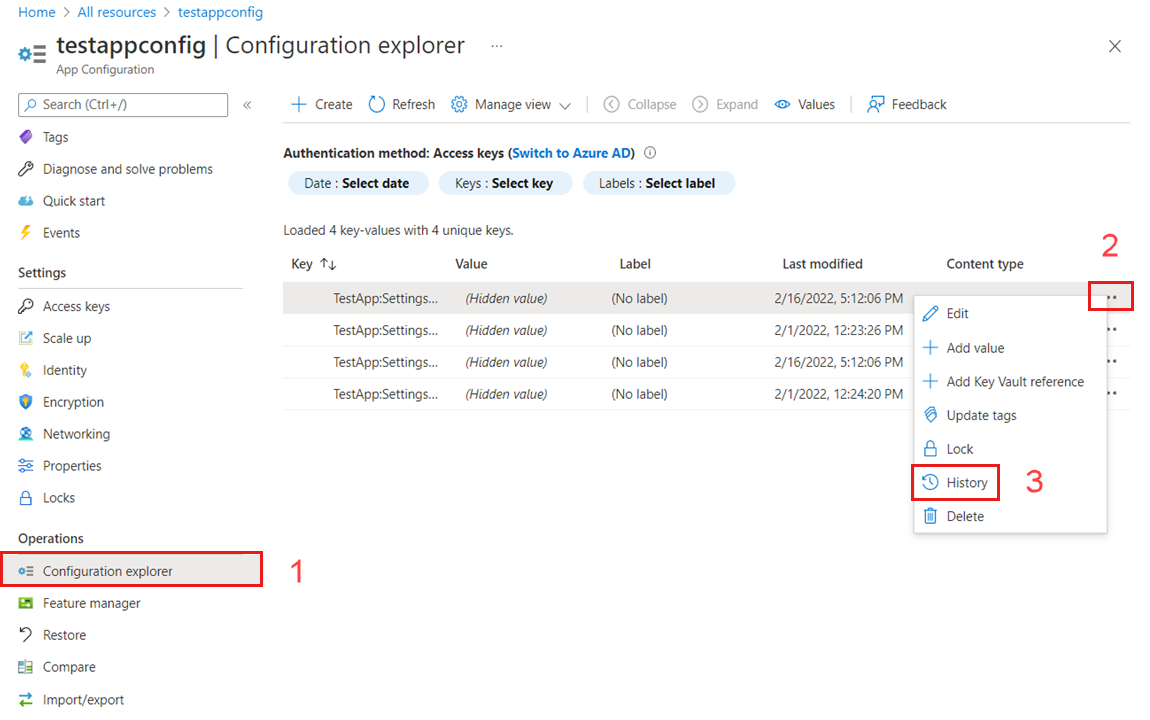 Home > All resources > testappconfig
testappconfig | Configuration explorer ...
App Configuration
Search (Ctrl+/) «
Tags
Diagnose and solve problems
Quick start
Events
Settings
Access keys
Scale up
Identity
Encryption
Networking
Properties
Locks
Operations
Configuration explorer 1
Feature manager
Restore
Compare
Import/export
Create Refresh Manage view Collapse Expand Values Feedback
Authentication method: Access keys (Switch to Azure AD)
Date : Select date Keys : Select key Labels : Select label
Loaded 4 key-values with 4 unique keys.
2
Key Value Label Last modified Content type
TestApp:Settings... (Hidden value) (No label) 2/16/2022, 5:12:06 PM
TestApp:Settings... (Hidden value) (No label) 2/1/2022, 12:23:26 PM
TestApp:Settings... (Hidden value) (No label) 2/16/2022, 5:12:06 PM
TestApp:Settings... (Hidden value) (No label) 2/1/2022, 12:24:20 PM
Edit
Add value
Add Key Vault reference
Update tags
Lock
History 3
Delete